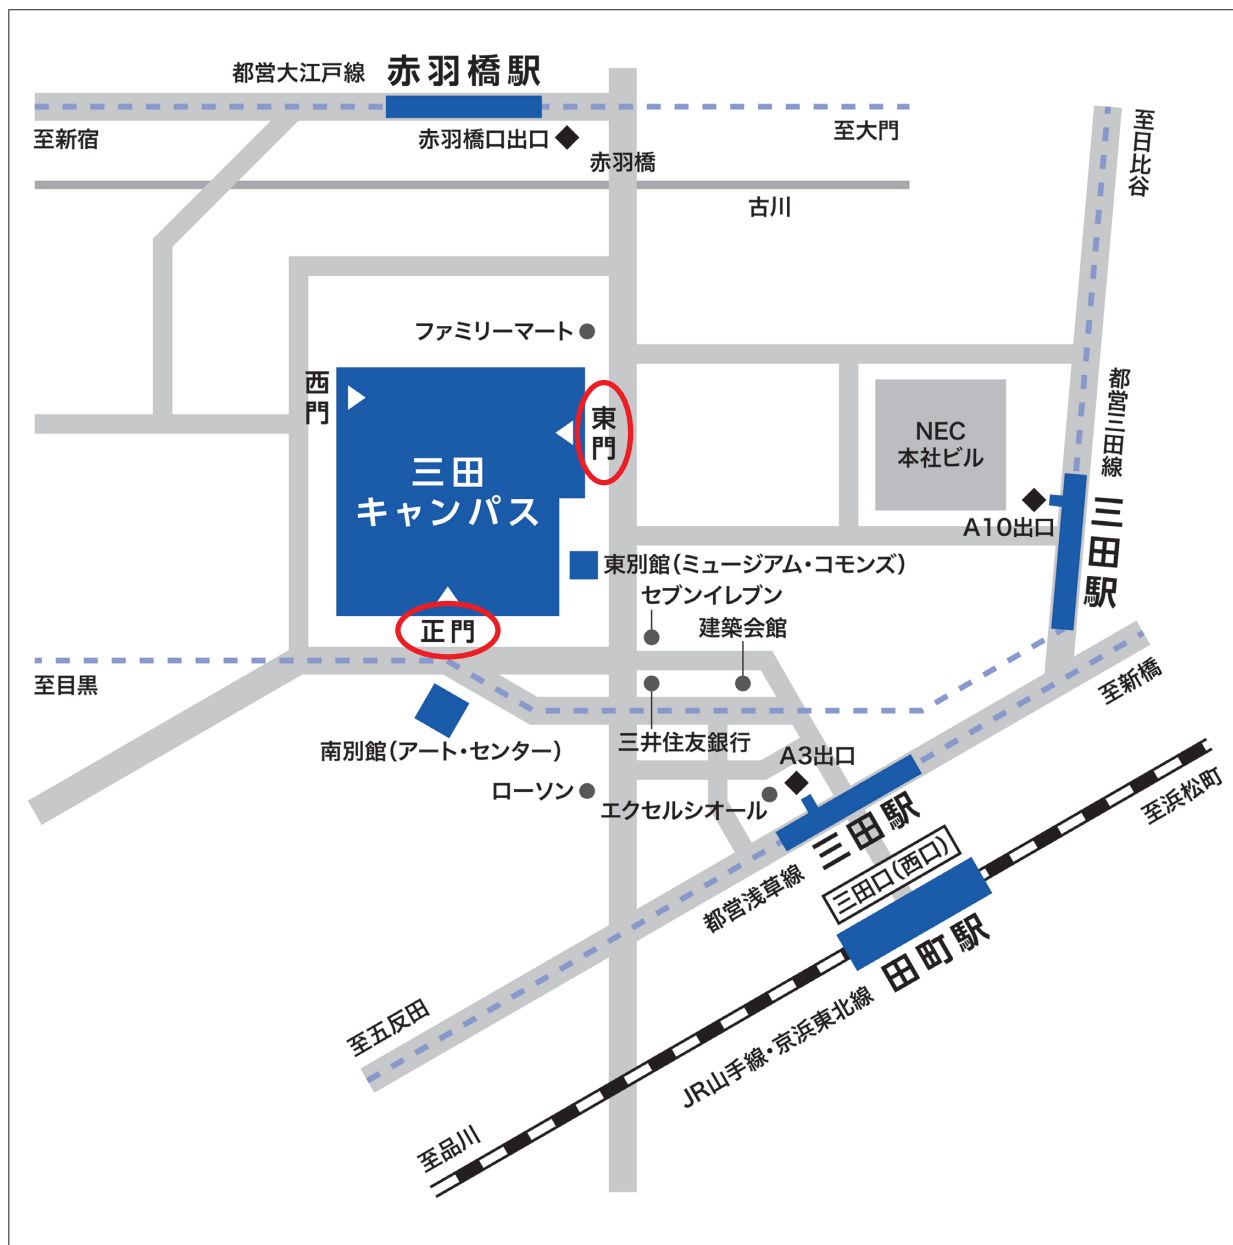 都営大江戸線
赤羽橋駅
至新宿
赤羽橋口出口
至大門
赤羽橋
古川
至日比谷
ファミリーマート
西門
東門
三田
キャンパス
NEC
本社ビル
都営三田線
三田駅
A10出口
東別館(ミュージアム・コモンズ)
セブンイレブン
建築会館
正門
至目黒
至新橋
南別館(アート・センター)
三井住友銀行
A3出口
ローソン
エクセルシオール
三田駅
都営浅草線
三田口(西口)
至浜松町
田町駅
JR山手線・京浜東北線
至五反田
至品川